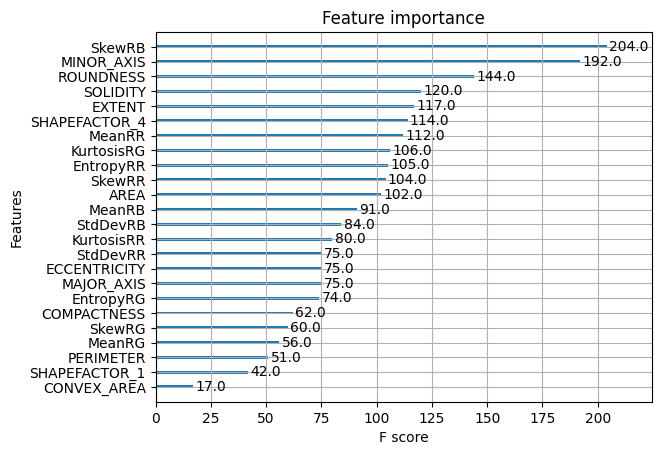 Feature importance
Features
SkewRB 204.0
MINOR_AXIS 192.0
ROUNDNESS 144.0
SOLIDITY 120.0
EXTENT 117.0
SHAPEFACTOR_4 114.0
MeanRR 112.0
KurtosisRG 106.0
EntropyRR 105.0
SkewRR 104.0
AREA 102.0
MeanRB 91.0
StdDevRB 84.0
KurtosisRR 80.0
StdDevRR 75.0
ECCENTRICITY 75.0
MAJOR_AXIS 75.0
EntropyRG 74.0
COMPACTNESS 62.0
SkewRG 60.0
MeanRG 56.0
PERIMETER 51.0
SHAPEFACTOR_1 42.0
CONVEX_AREA 17.0
0 25 50 75 100 125 150 175 200
F score